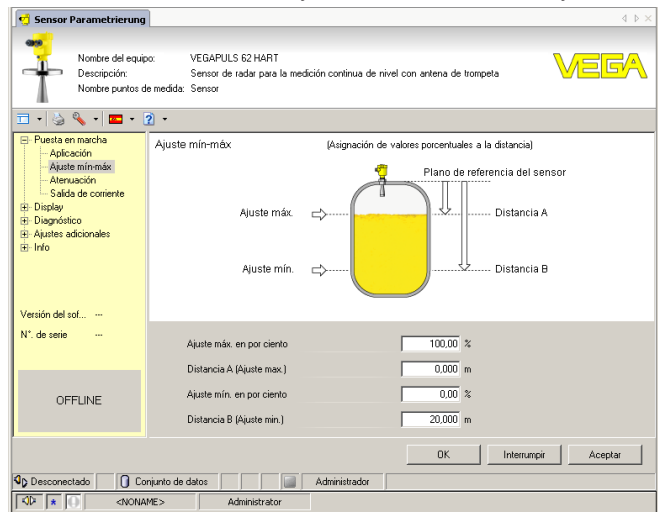 Sensor Parametrierung
Nombre del equipo: VEGAPULS 62 HART
Descripción: Sensor de radar para la medición continua de nivel con antena de trompeta
Nombre puntos de medida: Sensor
VEGA
Puesta en marcha
Aplicación
Ajuste mín-máx
Atenuación
Salida de corriente
Display
Diagnóstico
Ajustes adicionales
Info
Versión del sof... ---
N°. de serie ---
OFFLINE
Ajuste mín-máx (Asignación de valores porcentuales a la distancia)
Plano de referencia del sensor
Ajuste máx. Distancia A
Ajuste mín. Distancia B
Ajuste máx. en por ciento 100,00 %
Distancia A (Ajuste max.) 0,000 m
Ajuste mín. en por ciento 0,00 %
Distancia B (Ajuste min.) 20,000 m
OK Interrumpir Aceptar
Desconectado Conjunto de datos Administrador
<NONAME> Administrator